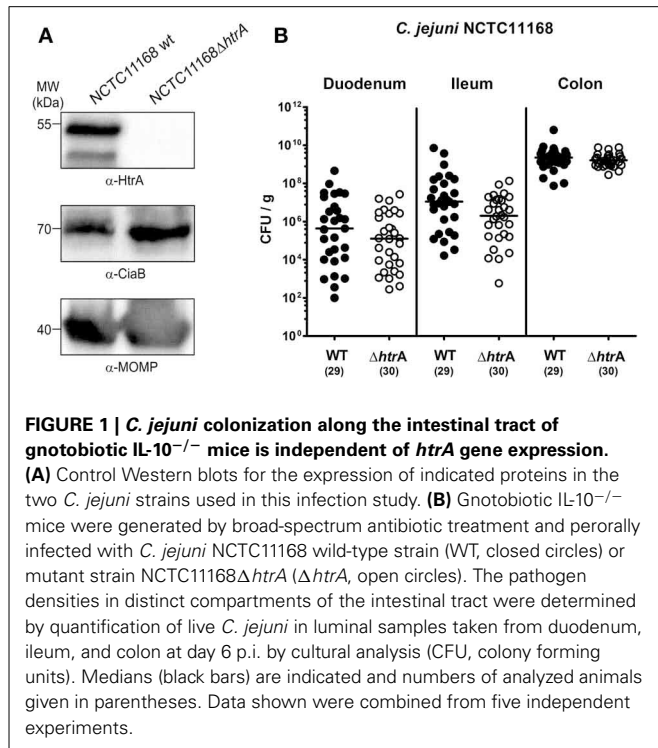 A
NCTC11168 wt
NCTC11168ΔhtrA
MW
(kDa)
55
α-HtrA
70
α-CiaB
40
α-MOMP
B
C. jejuni NCTC11168
Duodenum Ileum Colon
CFU / g
10¹²
10¹⁰
10⁸
10⁶
10⁴
10²
10⁰
WT ΔhtrA WT ΔhtrA WT ΔhtrA
(29) (30) (29) (30) (29) (30)
FIGURE 1 | C. jejuni colonization along the intestinal tract of
gnotobiotic IL-10⁻/⁻ mice is independent of htrA gene expression.
(A) Control Western blots for the expression of indicated proteins in the
two C. jejuni strains used in this infection study. (B) Gnotobiotic IL-10⁻/⁻
mice were generated by broad-spectrum antibiotic treatment and perorally
infected with C. jejuni NCTC11168 wild-type strain (WT, closed circles) or
mutant strain NCTC11168ΔhtrA (ΔhtrA, open circles). The pathogen
densities in distinct compartments of the intestinal tract were determined
by quantification of live C. jejuni in luminal samples taken from duodenum,
ileum, and colon at day 6 p.i. by cultural analysis (CFU, colony forming
units). Medians (black bars) are indicated and numbers of analyzed animals
given in parentheses. Data shown were combined from five independent
experiments.